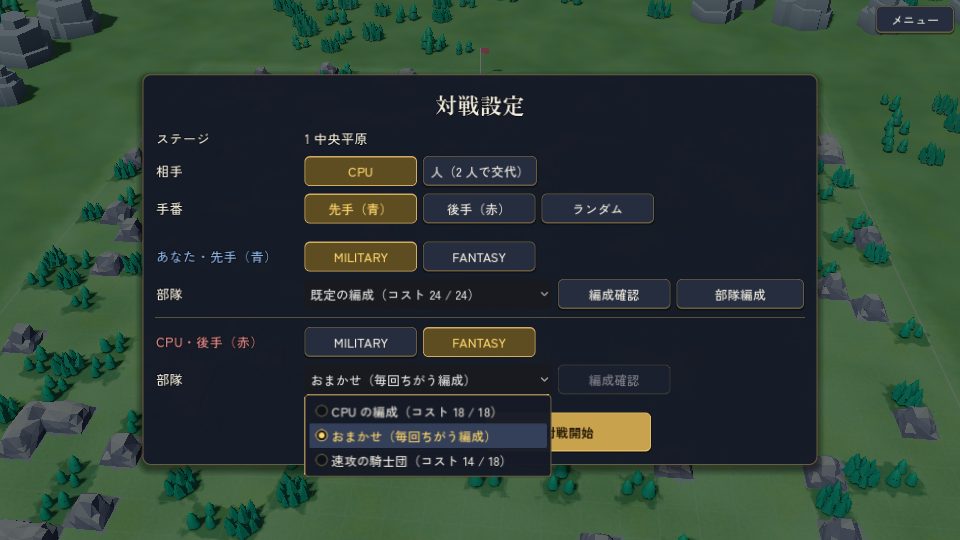 メニュー
対戦設定
ステージ 1 中央平原
相手 CPU 人（2 人で交代）
手番 先手（青） 後手（赤） ランダム
あなた・先手（青） MILITARY FANTASY
部隊 既定の編成（コスト 24 / 24） 編成確認 部隊編成
CPU・後手（赤） MILITARY FANTASY
部隊 おまかせ（毎回ちがう編成） 編成確認
CPU の編成（コスト 18 / 18）
おまかせ（毎回ちがう編成） 対戦開始
速攻の騎士団（コスト 14 / 18）